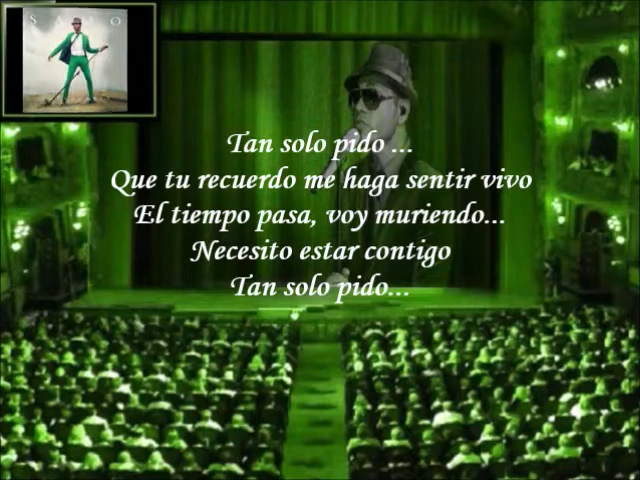 SAMO
Tan solo pido ...
Que tu recuerdo me haga sentir vivo
El tiempo pasa, voy muriendo...
Necesito estar contigo
Tan solo pido...